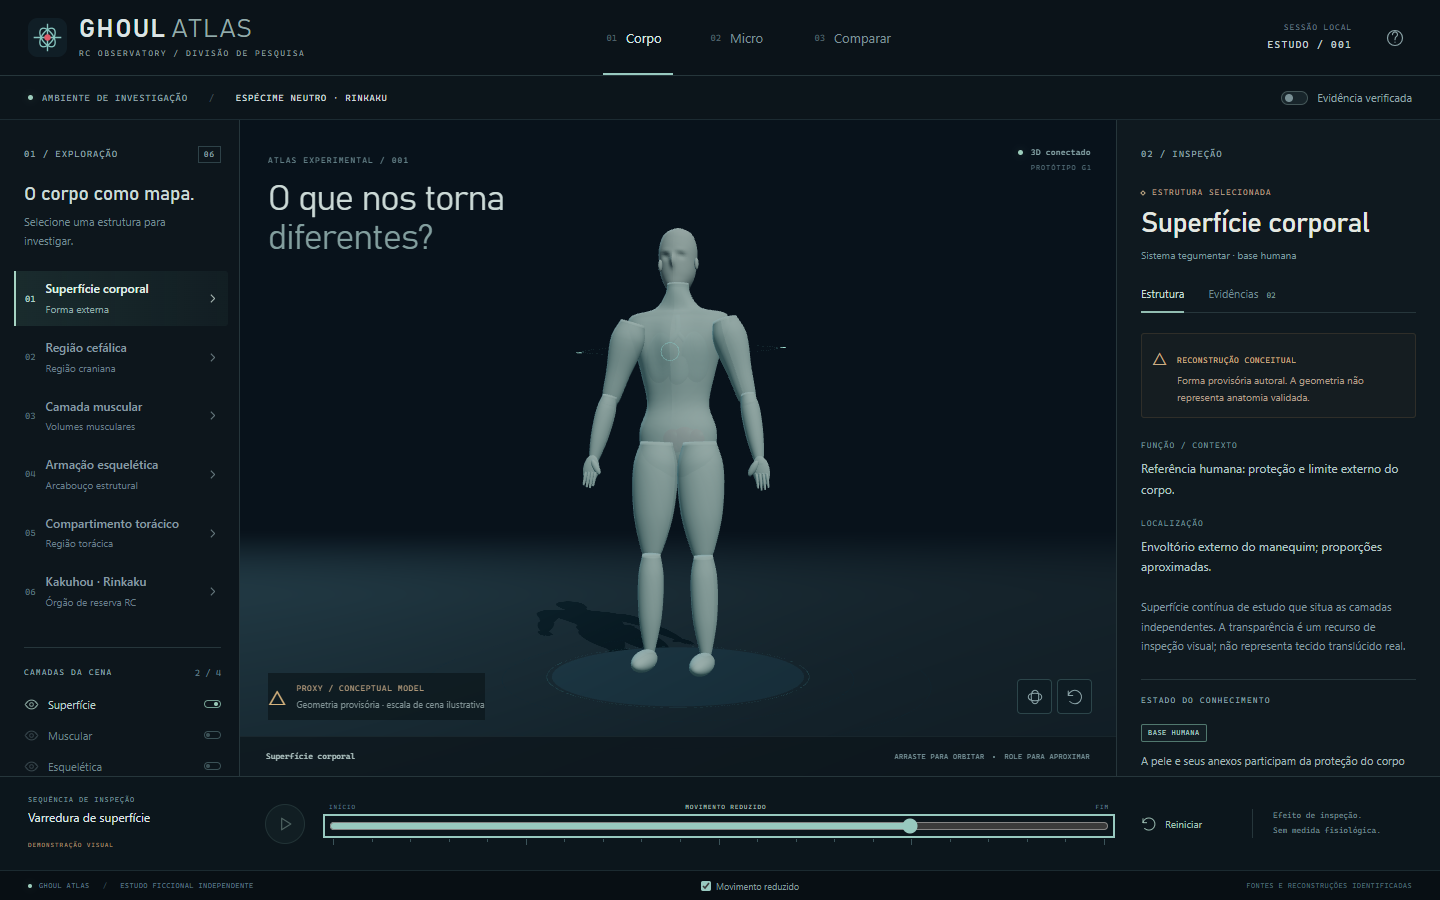 GHOUL ATLAS
RC OBSERVATORY / DIVISÃO DE PESQUISA
01 Corpo
02 Micro
03 Comparar
SESSÃO LOCAL
ESTUDO / 001
?
AMBIENTE DE INVESTIGAÇÃO / ESPÉCIME NEUTRO · RINKAKU
Evidência verificada
01 / EXPLORAÇÃO
06
O corpo como mapa.
Selecione uma estrutura para
investigar.
01 Superfície corporal
Forma externa
02 Região cefálica
Região craniana
03 Camada muscular
Volumes musculares
04 Armação esquelética
Arcabouço estrutural
05 Compartimento torácico
Região torácica
06 Kakuhou · Rinkaku
Órgão de reserva RC
CAMADAS DA CENA 2 / 4
Superfície
Muscular
Esquelética
ATLAS EXPERIMENTAL / 001
O que nos torna
diferentes?
3D conectado
PROTÓTIPO G1
PROXY / CONCEPTUAL MODEL
Geometria provisória · escala de cena ilustrativa
Superfície corporal
ARRASTE PARA ORBITAR • ROLE PARA APROXIMAR
02 / INSPEÇÃO
ESTRUTURA SELECIONADA
Superfície corporal
Sistema tegumentar · base humana
Estrutura
Evidências 02
RECONSTRUÇÃO CONCEITUAL
Forma provisória autoral. A geometria não
representa anatomia validada.
FUNÇÃO / CONTEXTO
Referência humana: proteção e limite externo do
corpo.
LOCALIZAÇÃO
Envoltório externo do manequim; proporções
aproximadas.
Superfície contínua de estudo que situa as camadas
independentes. A transparência é um recurso de
inspeção visual; não representa tecido translúcido real.
ESTADO DO CONHECIMENTO
BASE HUMANA
A pele e seus anexos participam da proteção do corpo
SEQUÊNCIA DE INSPEÇÃO
Varredura de superfície
DEMONSTRAÇÃO VISUAL
INÍCIO
MOVIMENTO REDUZIDO
FIM
Reiniciar
Efeito de inspeção.
Sem medida fisiológica.
GHOUL ATLAS / ESTUDO FICCIONAL INDEPENDENTE
Movimento reduzido
FONTES E RECONSTRUÇÕES IDENTIFICADAS